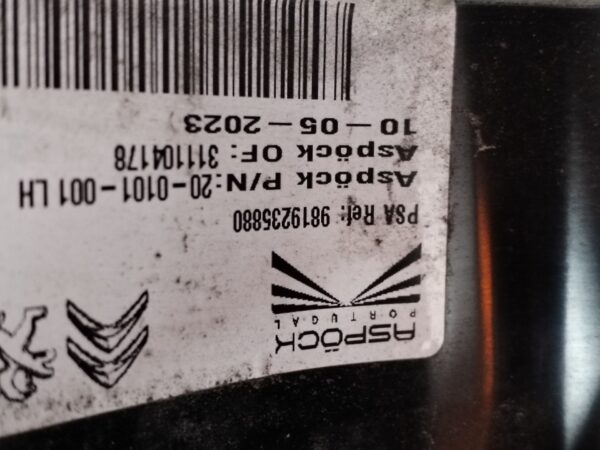 ASPÖCK
PORTUGAL
PSA Ref: 9819235880
Aspöck P/N:20-0101-001 LH
Aspöck OF: 311104178
10-05-2023